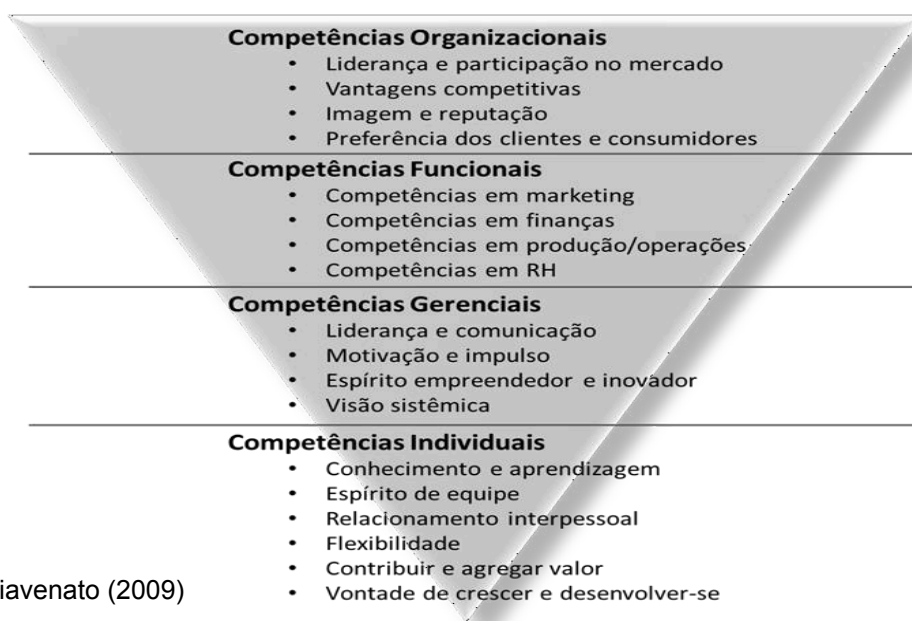 Competências Organizacionais
• Liderança e participação no mercado
• Vantagens competitivas
• Imagem e reputação
• Preferência dos clientes e consumidores
Competências Funcionais
• Competências em marketing
• Competências em finanças
• Competências em produção/operações
• Competências em RH
Competências Gerenciais
• Liderança e comunicação
• Motivação e impulso
• Espírito empreendedor e inovador
• Visão sistêmica
Competências Individuais
• Conhecimento e aprendizagem
• Espírito de equipe
• Relacionamento interpessoal
• Flexibilidade
• Contribuir e agregar valor
iavenato (2009)
• Vontade de crescer e desenvolver-se